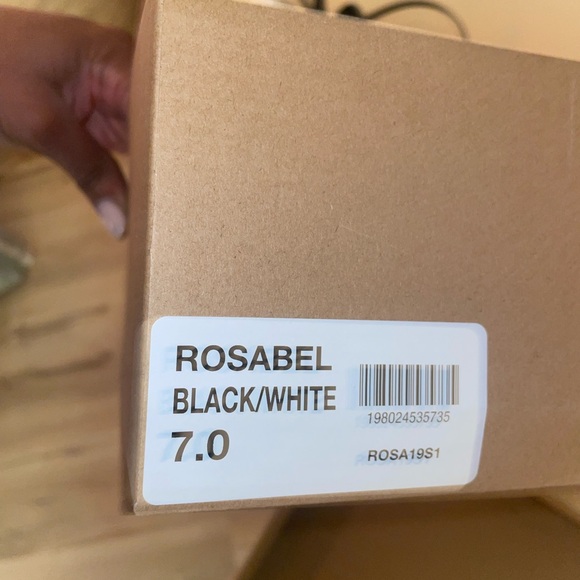 ROSABEL
BLACK/WHITE
7.0
198024535735
ROSA19S1